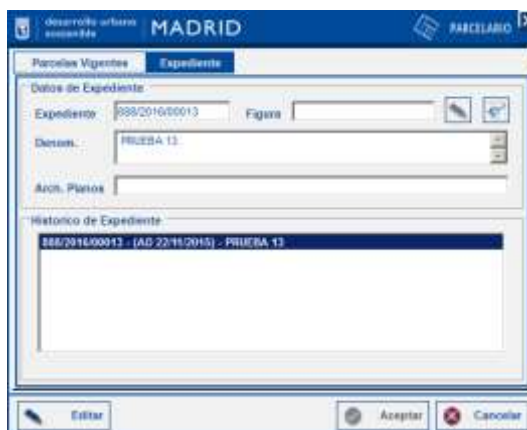 desarrollo urbano
sostenible
MADRID
PARCELARIO
Parcelas Vigentes
Expediente
Datos de Expediente
Expediente
888/2016/00013
Figura
Denom.
PRUEBA 13
Arch. Planos
Historico de Expediente
888/2016/00013 - (AD 22/11/2015) - PRUEBA 13
Editar
Aceptar
Cancelar